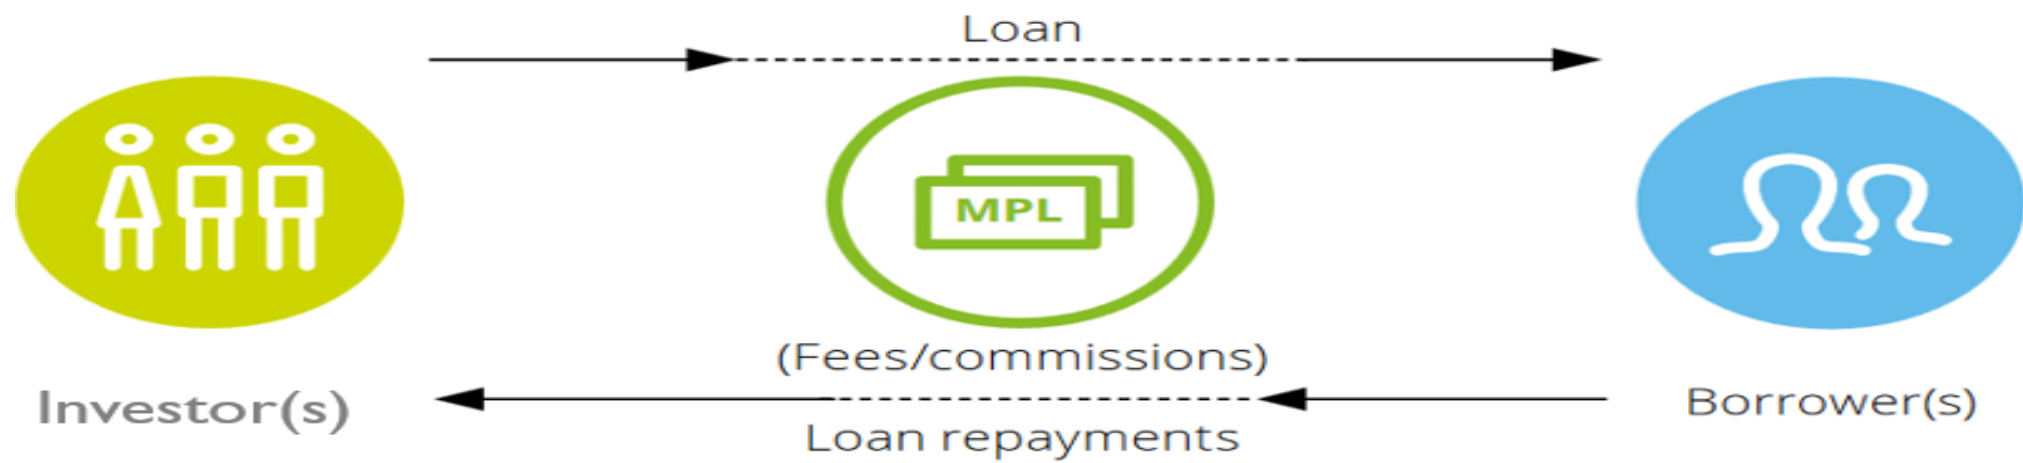 Loan
MPL
(Fees/commissions)
Investor(s)
Borrower(s)
Loan repayments